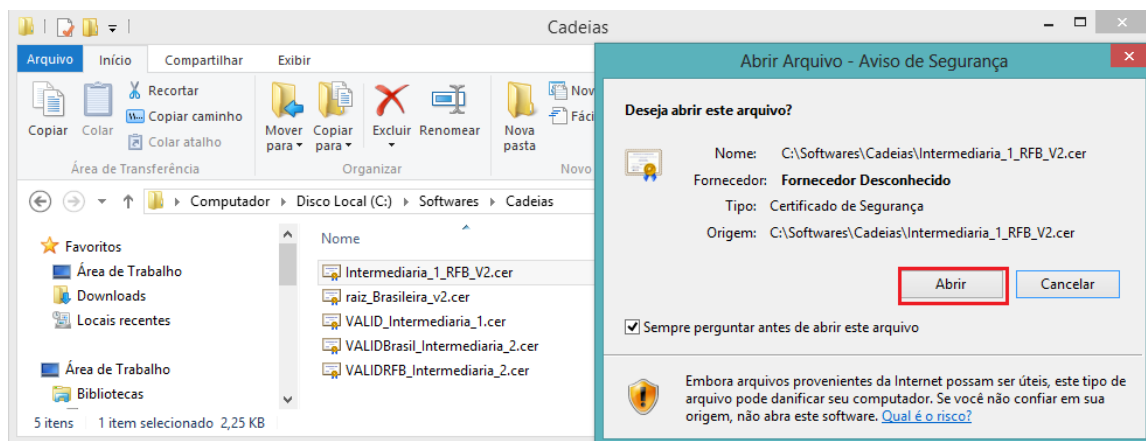 Cadeias
Arquivo Início Compartilhar Exibir
Copiar
Colar
Recortar
Copiar caminho
Colar atalho
Área de Transferência
Mover para
Copiar para
Excluir
Renomear
Organizar
Nova pasta
Nov
Fáci
Novo
Computador Disco Local (C:) Softwares Cadeias
Favoritos
Área de Trabalho
Downloads
Locais recentes
Área de Trabalho
Bibliotecas
Nome
Intermediaria_1_RFB_V2.cer
raiz_Brasileira_v2.cer
VALID_Intermediaria_1.cer
VALIDBrasil_Intermediaria_2.cer
VALIDRFB_Intermediaria_2.cer
5 itens 1 item selecionado 2,25 KB
Abrir Arquivo - Aviso de Segurança
Deseja abrir este arquivo?
Nome: C:\Softwares\Cadeias\Intermediaria_1_RFB_V2.cer
Fornecedor: Fornecedor Desconhecido
Tipo: Certificado de Segurança
Origem: C:\Softwares\Cadeias\Intermediaria_1_RFB_V2.cer
Abrir Cancelar
Sempre perguntar antes de abrir este arquivo
Embora arquivos provenientes da Internet possam ser úteis, este tipo de
arquivo pode danificar seu computador. Se você não confiar em sua
origem, não abra este software. Qual é o risco?